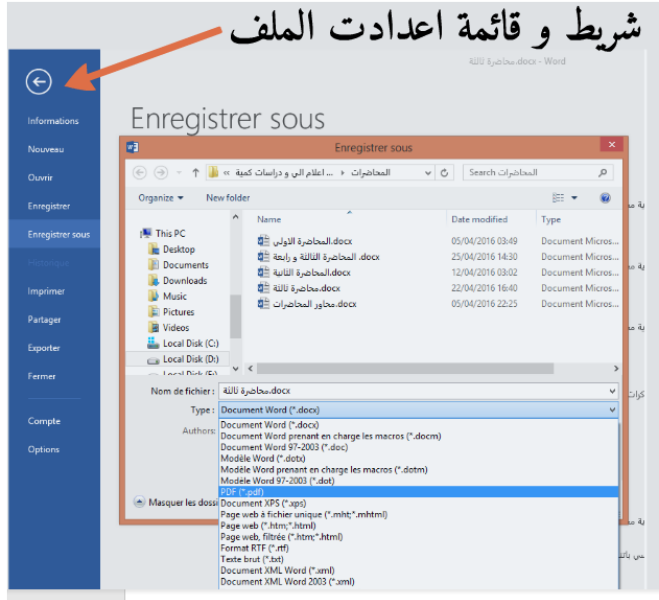 شريط و قائمة اعدادت الملف
محاضرة ثالثة.docx - Word
Informations
Nouveau
Ouvrir
Enregistrer
Enregistrer sous
Historique
Imprimer
Partager
Exporter
Fermer
Compte
Options
Enregistrer sous
Enregistrer sous
« اعلام الي و دراسات كمية ... › المحاضرات
Search المحاضرات
Organize
New folder
Name Date modified Type
This PC
Desktop
Documents
Downloads
Music
Pictures
Videos
Local Disk (C:)
Local Disk (D:)
Local Disk (F:)
المحاضرة الاولى.docx 05/04/2016 03:49 Document Micros...
المحاضرة الثالثة و رابعة .docx 25/04/2016 14:30 Document Micros...
المحاضرة الثانية.docx 12/04/2016 03:02 Document Micros...
محاضرة ثالثة.docx 22/04/2016 16:40 Document Micros...
محاور المحاضرات.docx 05/04/2016 22:25 Document Micros...
Nom de fichier : محاضرة ثالثة.docx
Type : Document Word (*.docx)
Authors:
Document Word (*.docx)
Document Word prenant en charge les macros (*.docm)
Document Word 97-2003 (*.doc)
Modèle Word (*.dotx)
Modèle Word prenant en charge les macros (*.dotm)
Modèle Word 97-2003 (*.dot)
PDF (*.pdf)
Document XPS (*.xps)
Page web à fichier unique (*.mht;*.mhtml)
Page web (*.htm;*.html)
Page web, filtrée (*.htm;*.html)
Format RTF (*.rtf)
Texte brut (*.txt)
Document XML Word (*.xml)
Document XML Word 2003 (*.xml)
Masquer les dossi